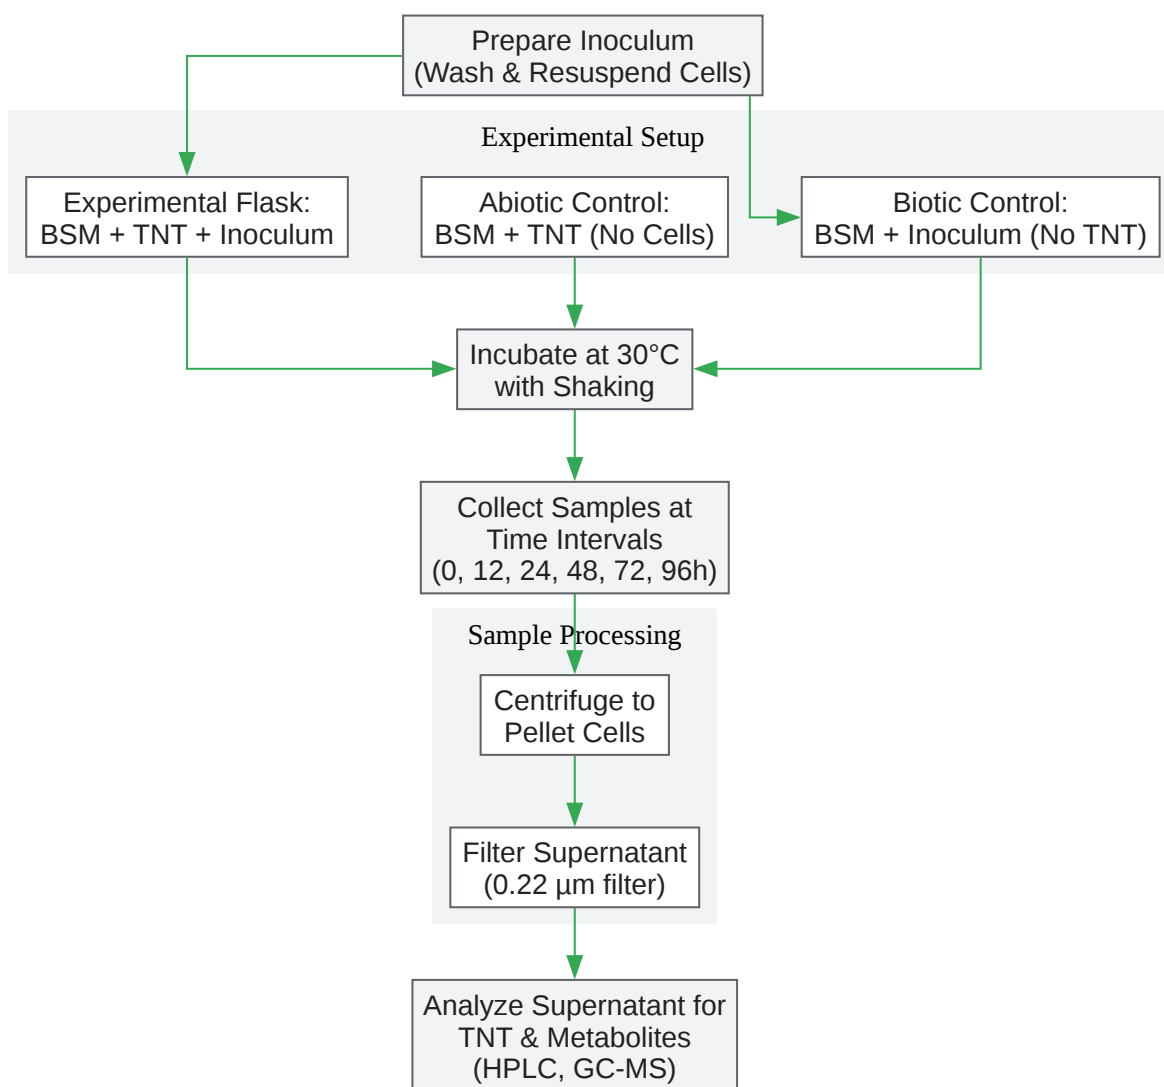 Prepare Inoculum
(Wash & Resuspend Cells)
Experimental Setup
Experimental Flask:
BSM + TNT + Inoculum
Abiotic Control:
BSM + TNT (No Cells)
Biotic Control:
BSM + Inoculum (No TNT)
Incubate at 30°C
with Shaking
Collect Samples at
Time Intervals
(0, 12, 24, 48, 72, 96h)
Sample Processing
Centrifuge to
Pellet Cells
Filter Supernatant
(0.22 µm filter)
Analyze Supernatant for
TNT & Metabolites
(HPLC, GC-MS)